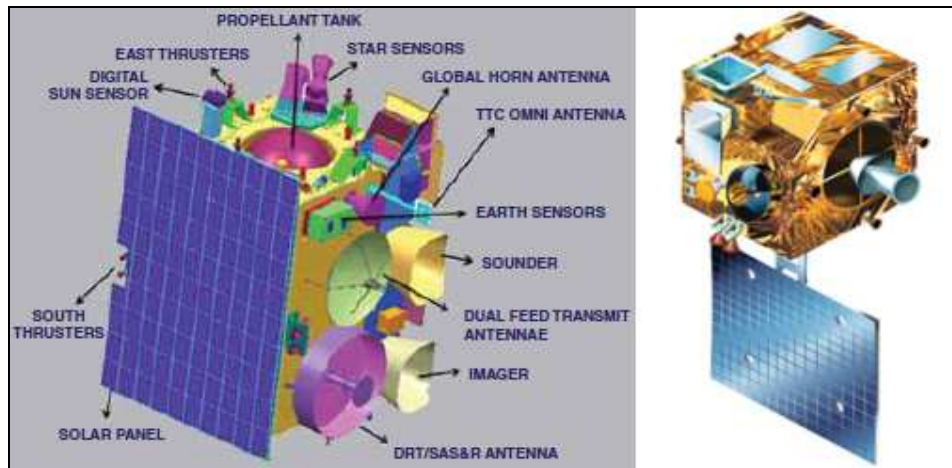 PROPELLANT TANK
EAST THRUSTERS
STAR SENSORS
DIGITAL
SUN SENSOR
GLOBAL HORN ANTENNA
TTC OMNI ANTENNA
EARTH SENSORS
SOUNDER
SOUTH
THRUSTERS
DUAL FEED TRANSMIT
ANTENNAE
IMAGER
SOLAR PANEL
DRT/SAS&R ANTENNA